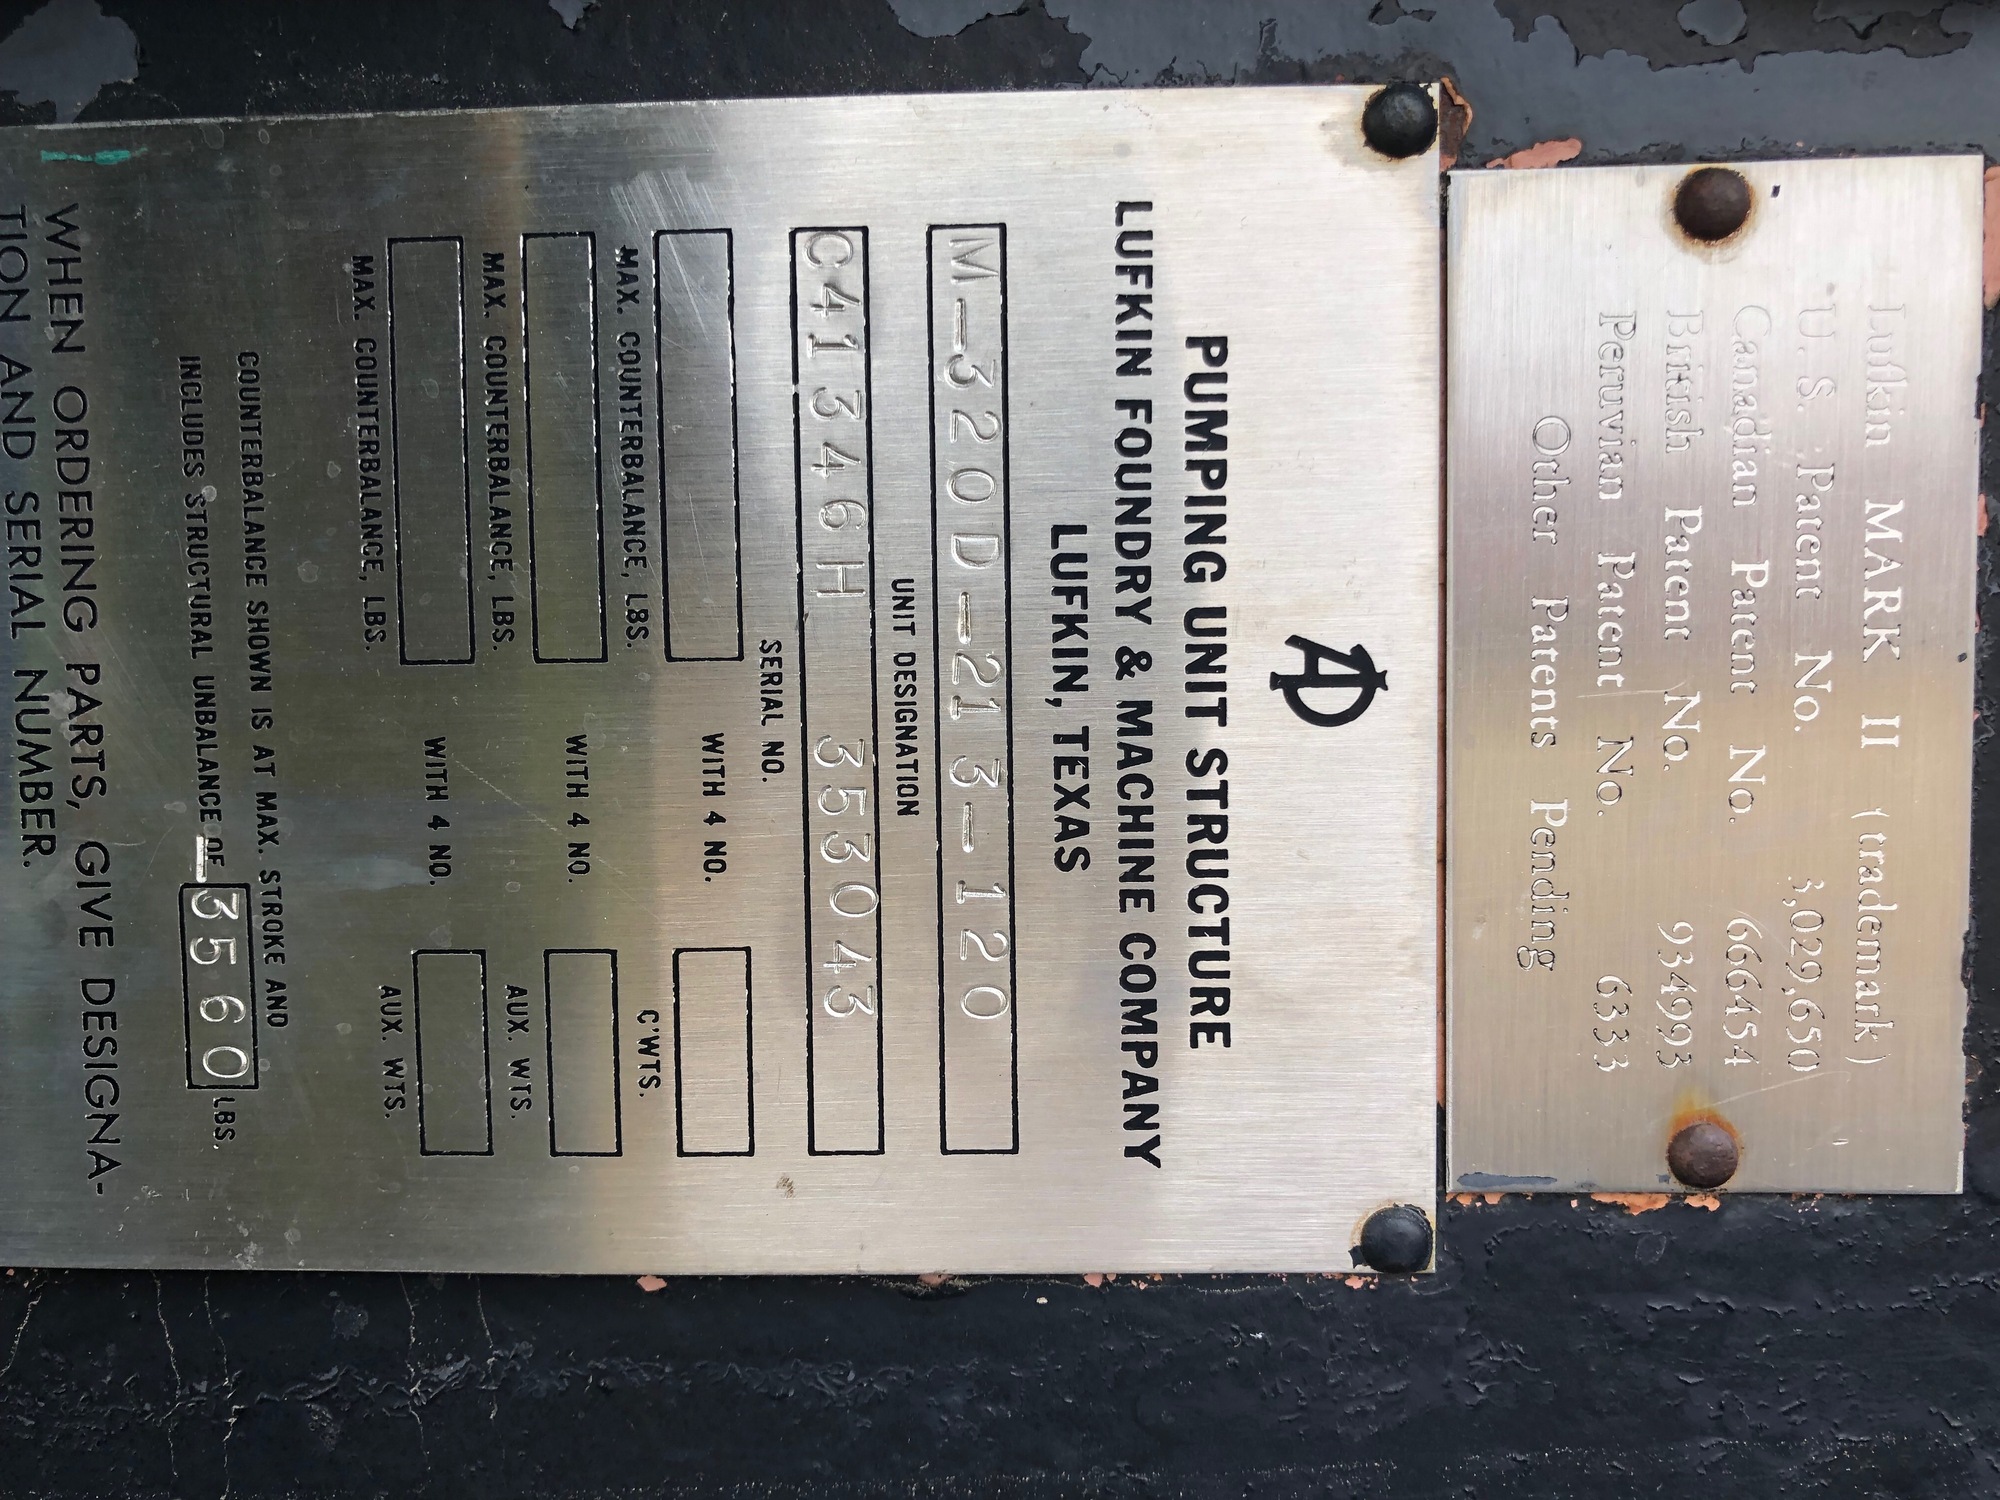 Lufkin MARK II (trademark)
U. S. Patent No. 3,029,650
Canadian Patent No. 666454
British Patent No. 934993
Peruvian Patent No. 6333
Other Patents Pending
PUMPING UNIT STRUCTURE
LUFKIN FOUNDRY & MACHINE COMPANY
LUFKIN, TEXAS
M-320D-213-120
UNIT DESIGNATION
C41346H 353043
SERIAL NO.
WITH 4 NO.
MAX. COUNTERBALANCE, LBS. C'WTS.
WITH 4 NO.
MAX. COUNTERBALANCE, LBS. AUX. WTS.
WITH 4 NO.
MAX. COUNTERBALANCE, LBS. AUX. WTS.
COUNTERBALANCE SHOWN IS AT MAX. STROKE AND
INCLUDES STRUCTURAL UNBALANCE OF -3560 LBS.
WHEN ORDERING PARTS, GIVE DESIGNA-
TION AND SERIAL NUMBER.